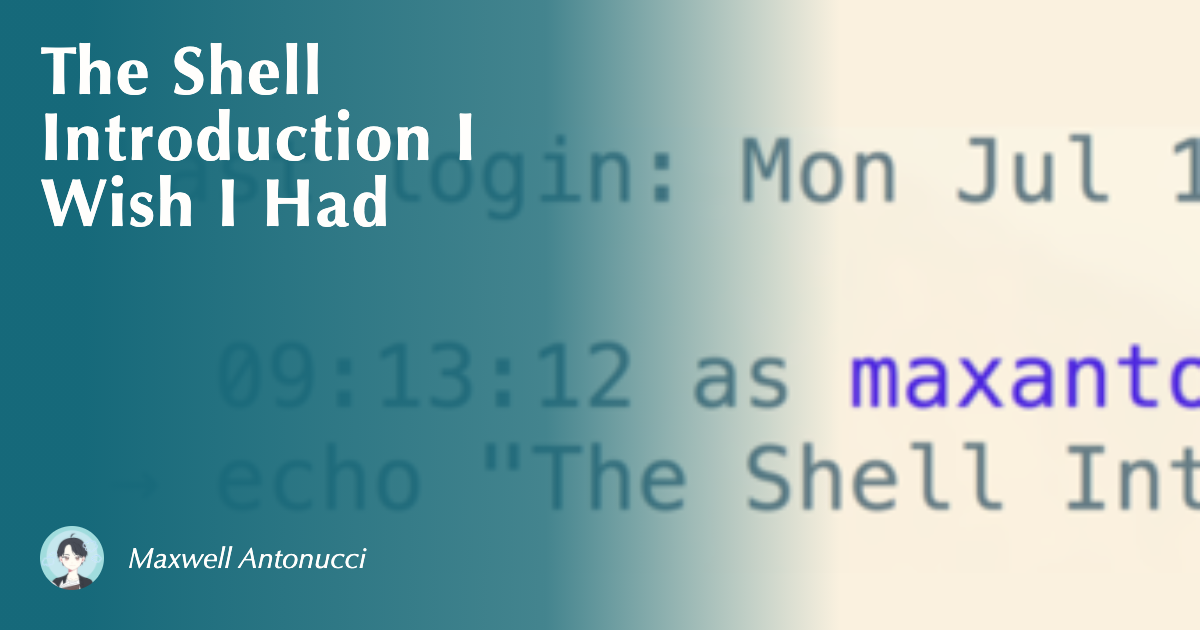 The Shell
Introduction I
Wish I Had
Last login: Mon Jul 1
09:13:12 as maxanto
→ echo "The Shell Int
Maxwell Antonucci